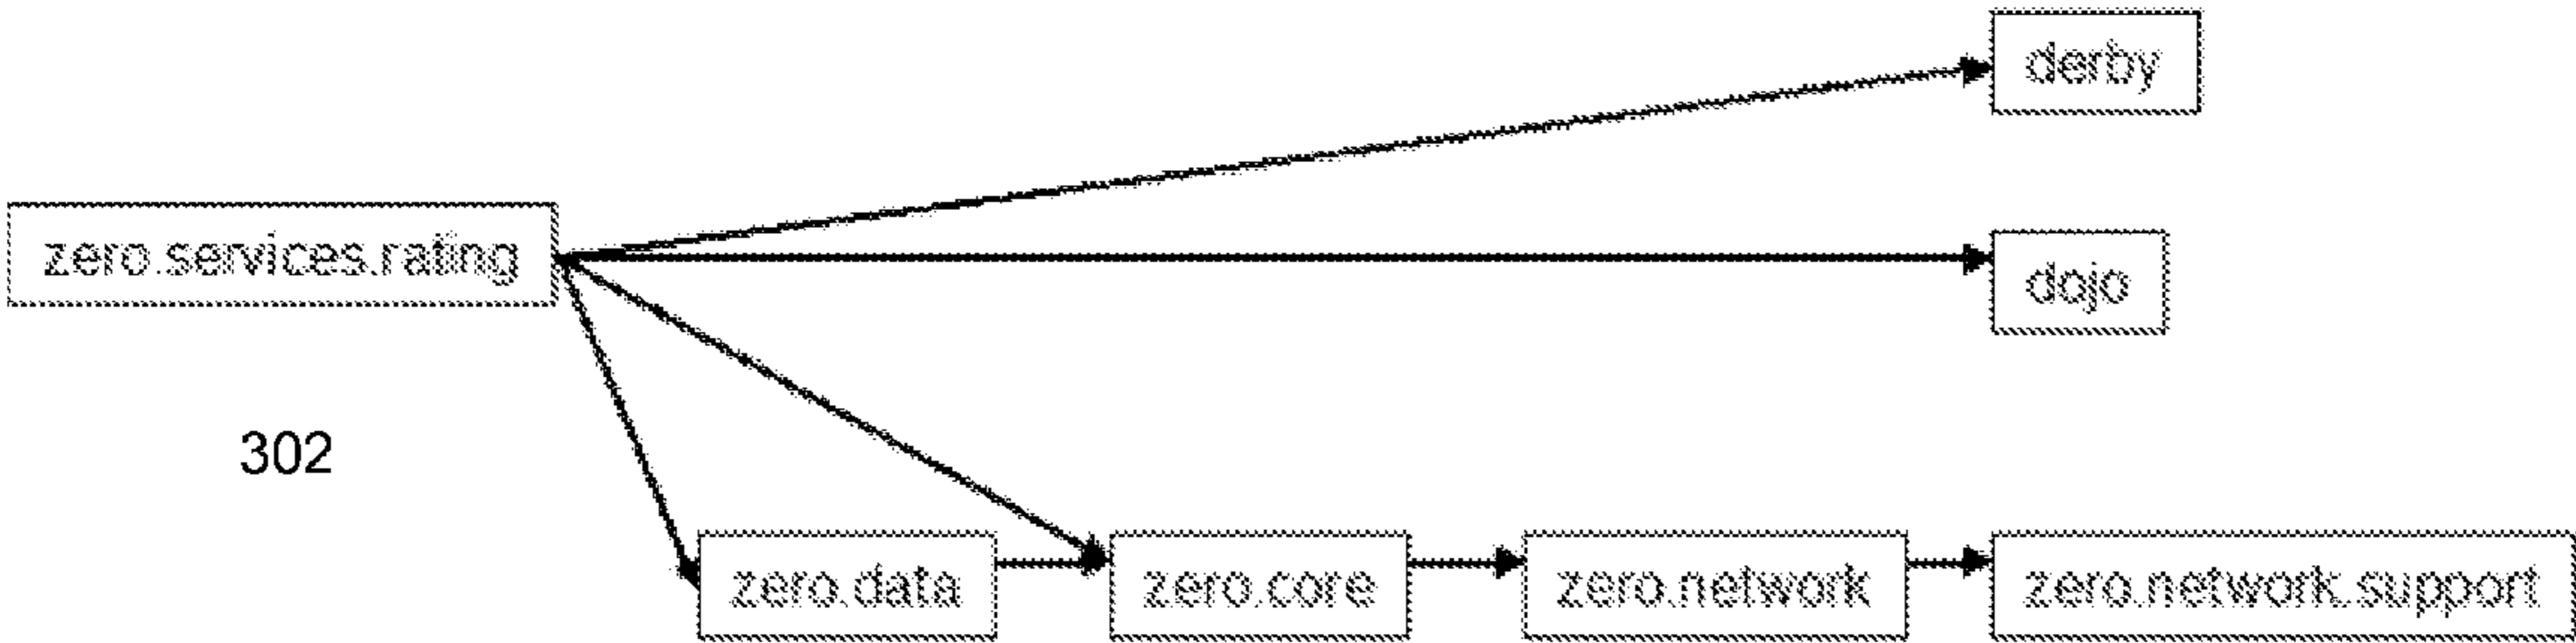 derby
zero.services.rating
dojo
302
zero.data
zero.core
zero.network
zero.network.support